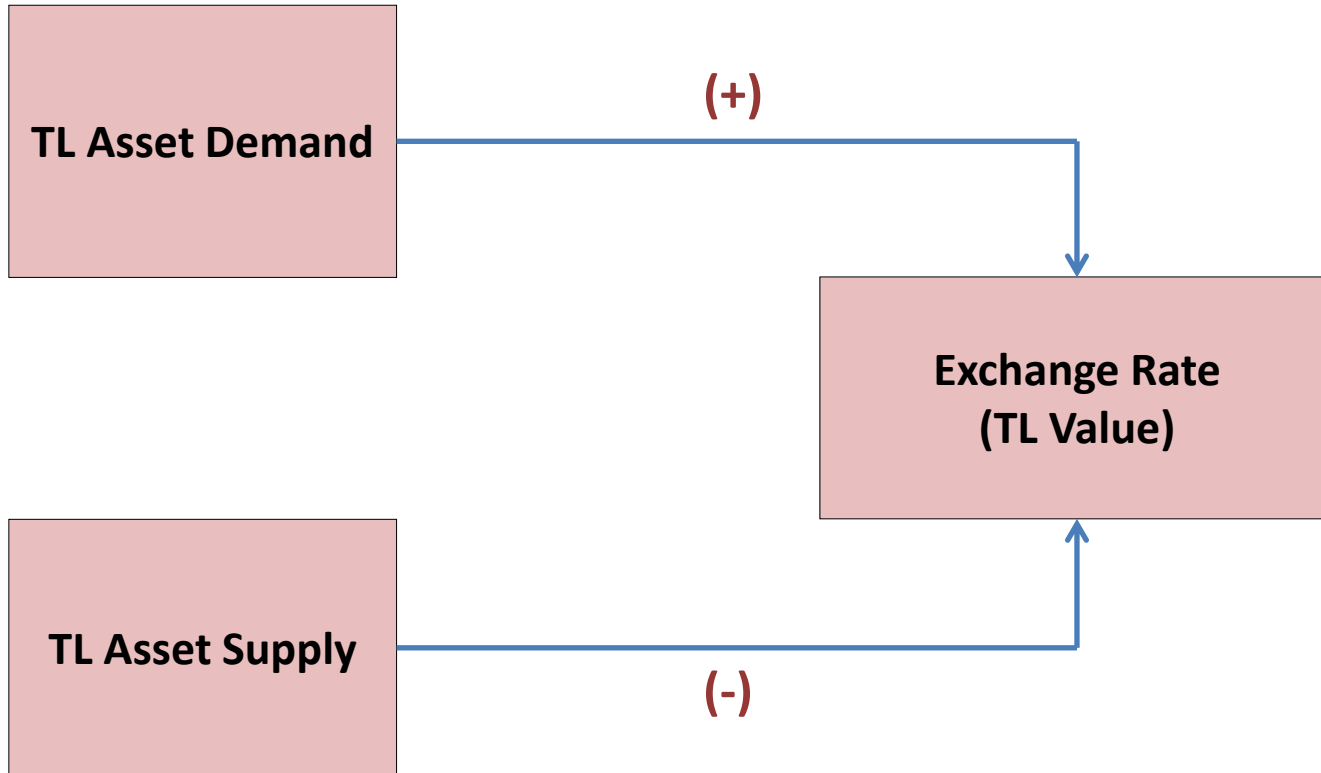 (+)
TL Asset Demand
Exchange Rate
(TL Value)
TL Asset Supply
(-)